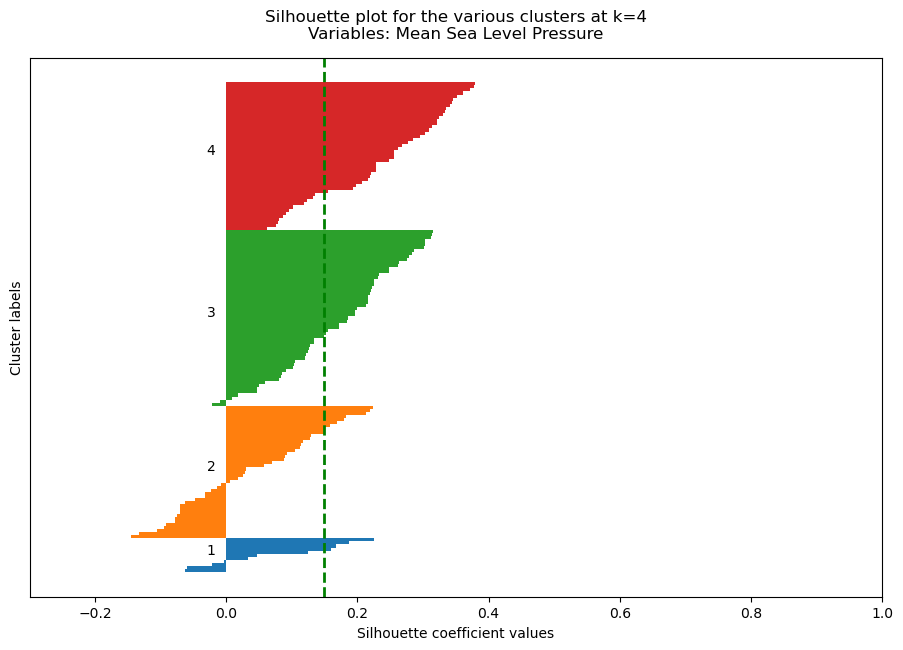 Silhouette plot for the various clusters at k=4
Variables: Mean Sea Level Pressure
4
3
2
1
Cluster labels
−0.2 0.0 0.2 0.4 0.6 0.8 1.0
Silhouette coefficient values